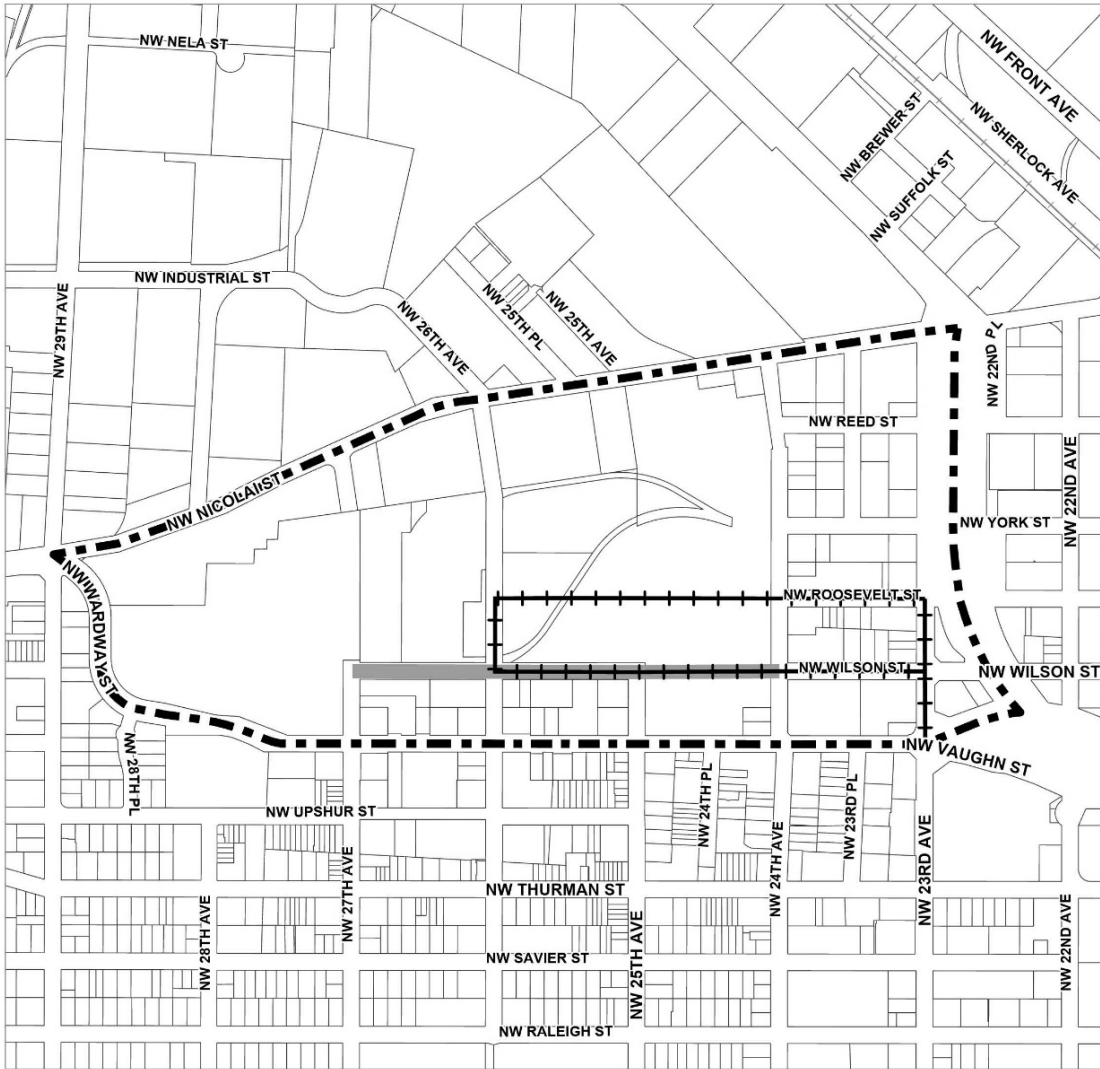 NW NELA ST
NW FRONT AVE
NW SHERLOCK AVE
NW BREWER ST
NW SUFFOLK ST
NW INDUSTRIAL ST
NW 29TH AVE
NW 26TH AVE
NW 25TH PL
NW 25TH AVE
NW 22ND PL
NW REED ST
NW 22ND AVE
NW NICOLAI ST
NW YORK ST
NW WARDWAY ST
NW ROOSEVELT ST
NW WILSON ST
NW WILSON ST
NW VAUGHN ST
NW 28TH PL
NW UPSHUR ST
NW 24TH PL
NW 23RD PL
NW 24TH AVE
NW 23RD AVE
NW 27TH AVE
NW THURMAN ST
NW 28TH AVE
NW SAVIER ST
NW 25TH AVE
NW 22ND AVE
NW RALEIGH ST